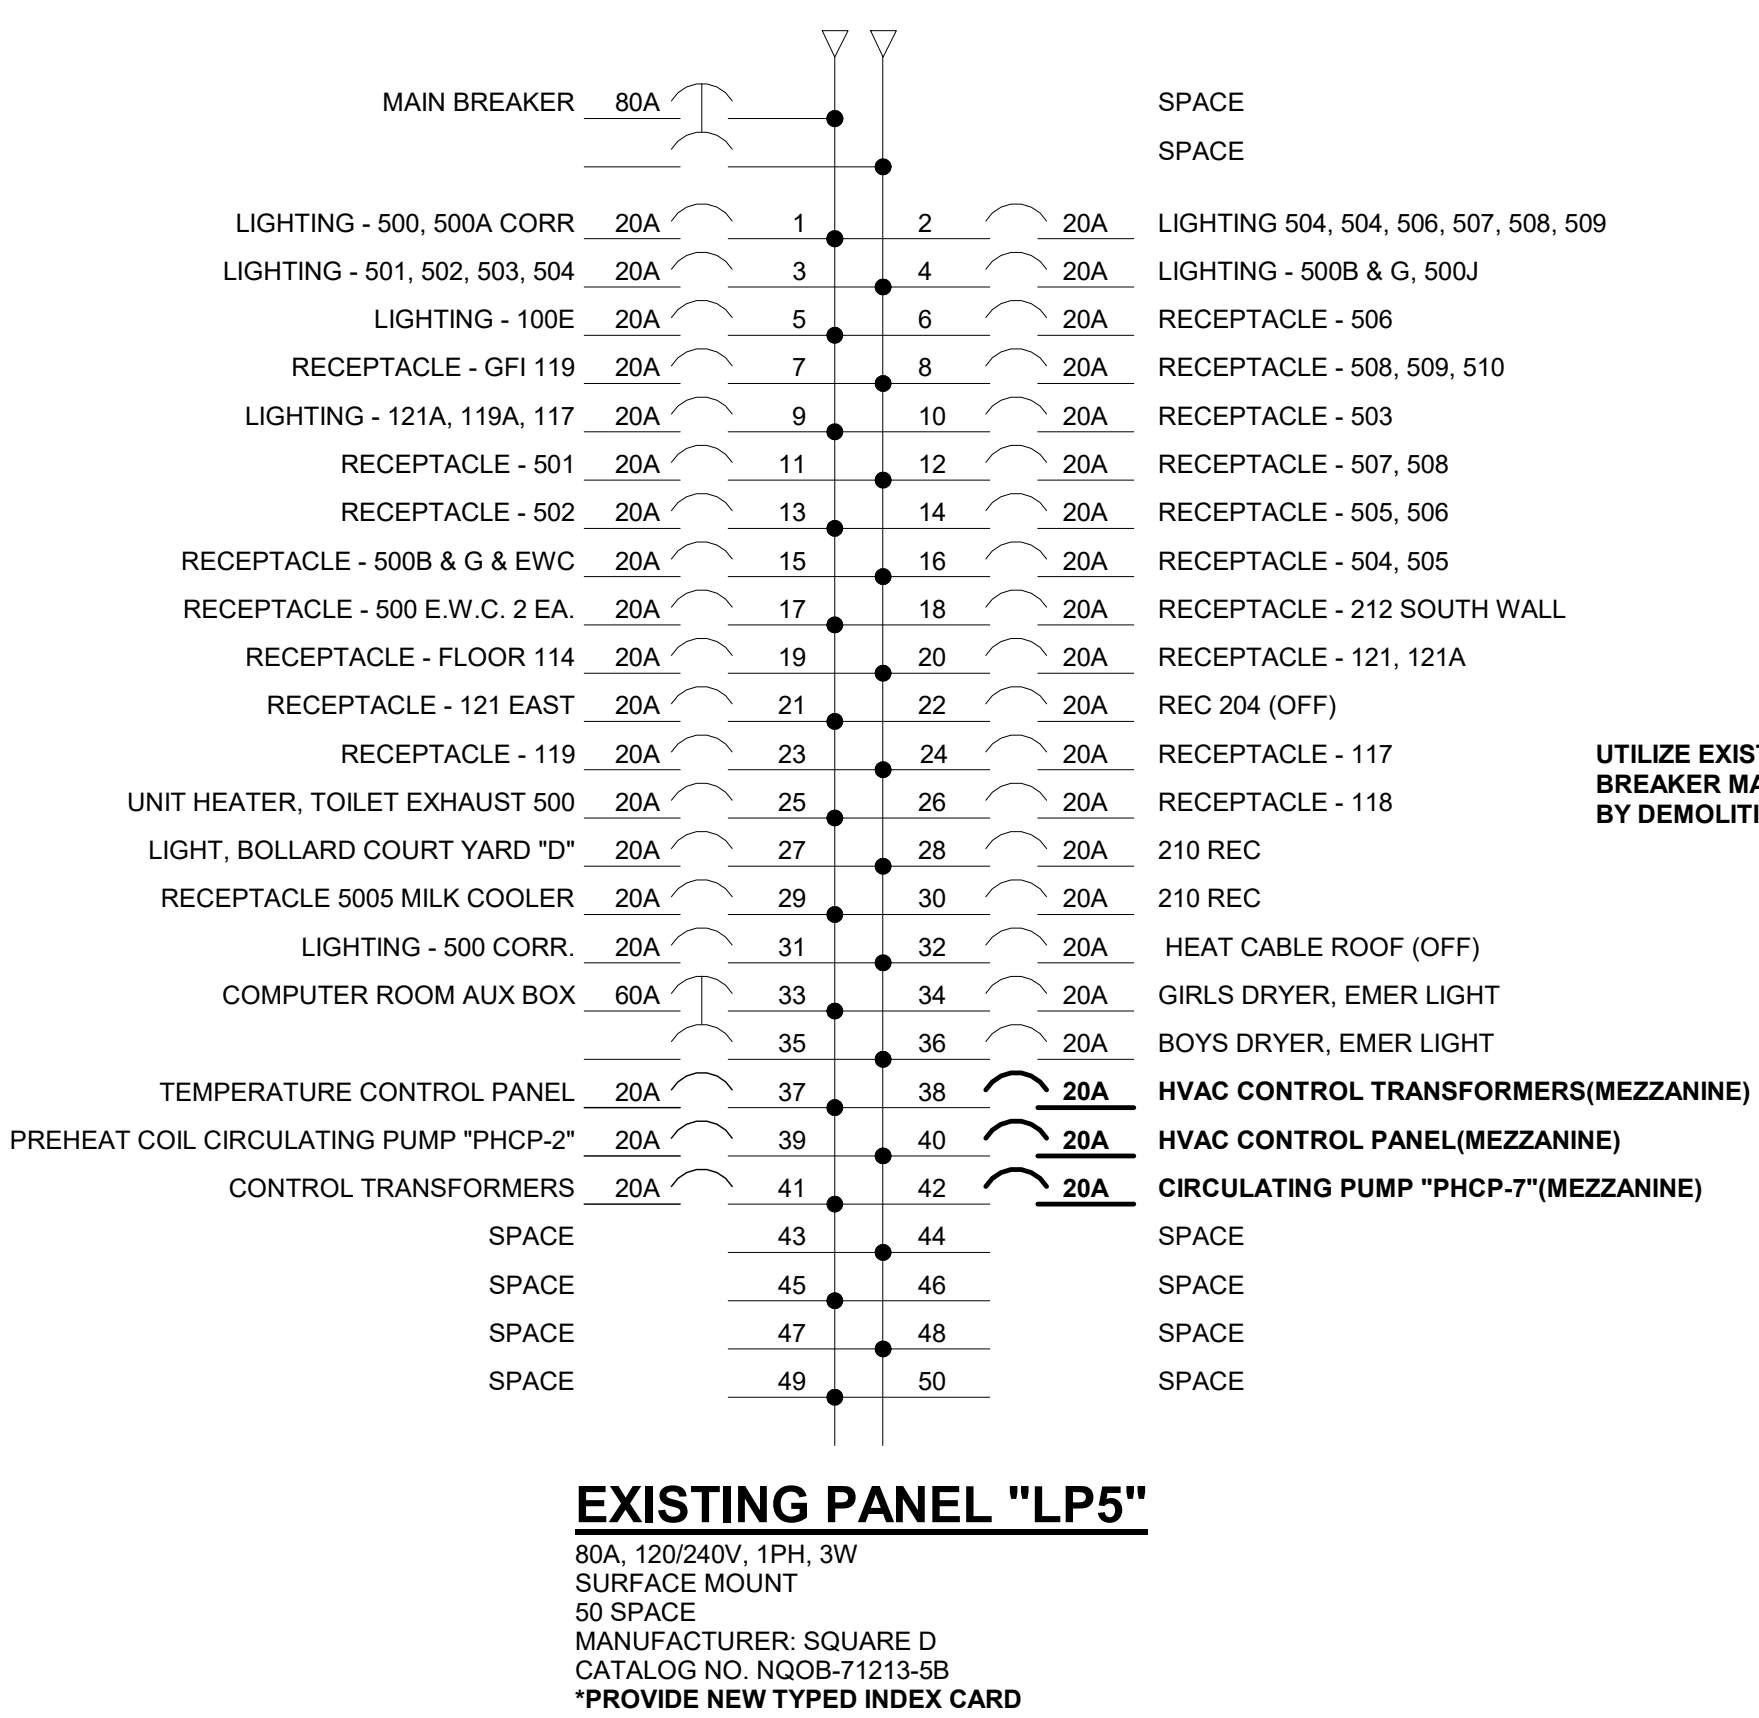 MAIN BREAKER 80A SPACE
SPACE
LIGHTING - 500, 500A CORR 20A 1 2 20A LIGHTING 504, 504, 506, 507, 508, 509
LIGHTING - 501, 502, 503, 504 20A 3 4 20A LIGHTING - 500B & G, 500J
LIGHTING - 100E 20A 5 6 20A RECEPTACLE - 506
RECEPTACLE - GFI 119 20A 7 8 20A RECEPTACLE - 508, 509, 510
LIGHTING - 121A, 119A, 117 20A 9 10 20A RECEPTACLE - 503
RECEPTACLE - 501 20A 11 12 20A RECEPTACLE - 507, 508
RECEPTACLE - 502 20A 13 14 20A RECEPTACLE - 505, 506
RECEPTACLE - 500B & G & EWC 20A 15 16 20A RECEPTACLE - 504, 505
RECEPTACLE - 500 E.W.C. 2 EA. 20A 17 18 20A RECEPTACLE - 212 SOUTH WALL
RECEPTACLE - FLOOR 114 20A 19 20 20A RECEPTACLE - 121, 121A
RECEPTACLE - 121 EAST 20A 21 22 20A REC 204 (OFF)
RECEPTACLE - 119 20A 23 24 20A RECEPTACLE - 117 UTILIZE EXIST
BREAKER MA
UNIT HEATER, TOILET EXHAUST 500 20A 25 26 20A RECEPTACLE - 118 BY DEMOLITI
LIGHT, BOLLARD COURT YARD "D" 20A 27 28 20A 210 REC
RECEPTACLE 5005 MILK COOLER 20A 29 30 20A 210 REC
LIGHTING - 500 CORR. 20A 31 32 20A HEAT CABLE ROOF (OFF)
COMPUTER ROOM AUX BOX 60A 33 34 20A GIRLS DRYER, EMER LIGHT
35 36 20A BOYS DRYER, EMER LIGHT
TEMPERATURE CONTROL PANEL 20A 37 38 20A HVAC CONTROL TRANSFORMERS(MEZZANINE)
PREHEAT COIL CIRCULATING PUMP "PHCP-2" 20A 39 40 20A HVAC CONTROL PANEL(MEZZANINE)
CONTROL TRANSFORMERS 20A 41 42 20A CIRCULATING PUMP "PHCP-7"(MEZZANINE)
SPACE 43 44 SPACE
SPACE 45 46 SPACE
SPACE 47 48 SPACE
SPACE 49 50 SPACE
EXISTING PANEL "LP5"
80A, 120/240V, 1PH, 3W
SURFACE MOUNT
50 SPACE
MANUFACTURER: SQUARE D
CATALOG NO. NQOB-71213-5B
*PROVIDE NEW TYPED INDEX CARD